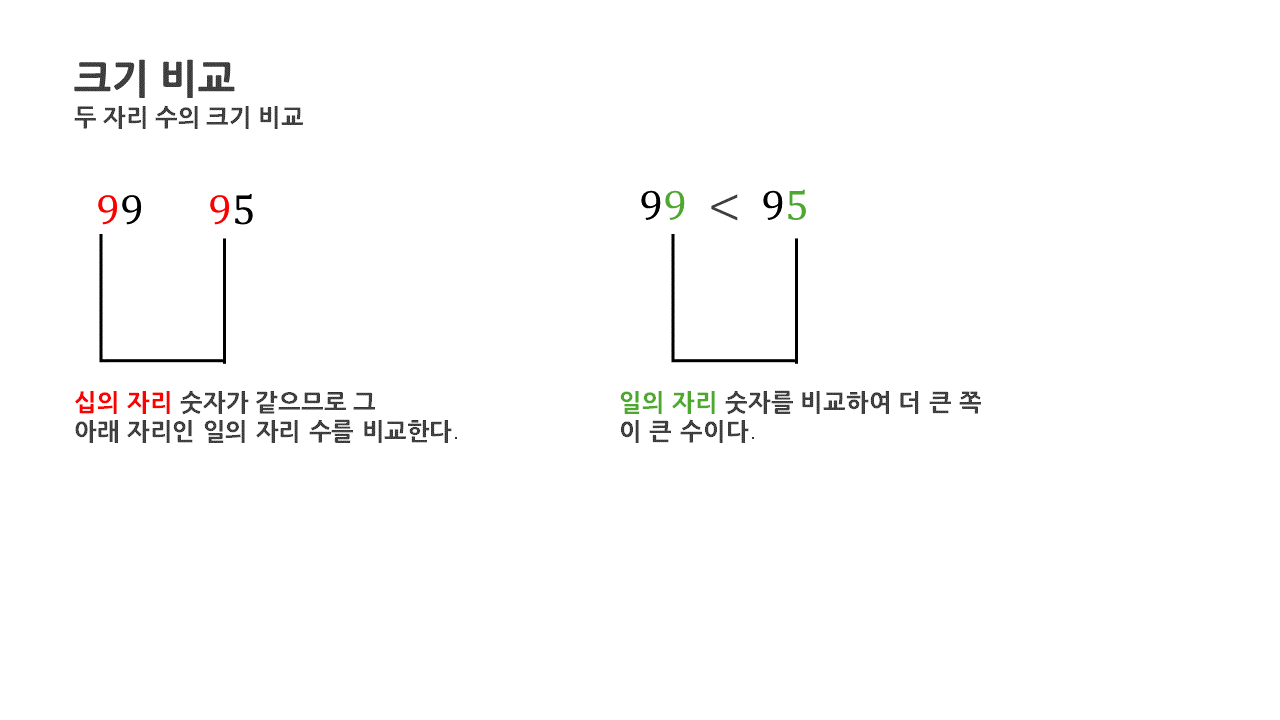 크기 비교
두 자리 수의 크기 비교
99 95
십의 자리 숫자가 같으므로 그
아래 자리인 일의 자리 수를 비교한다.
99 < 95
일의 자리 숫자를 비교하여 더 큰 쪽
이 큰 수이다.